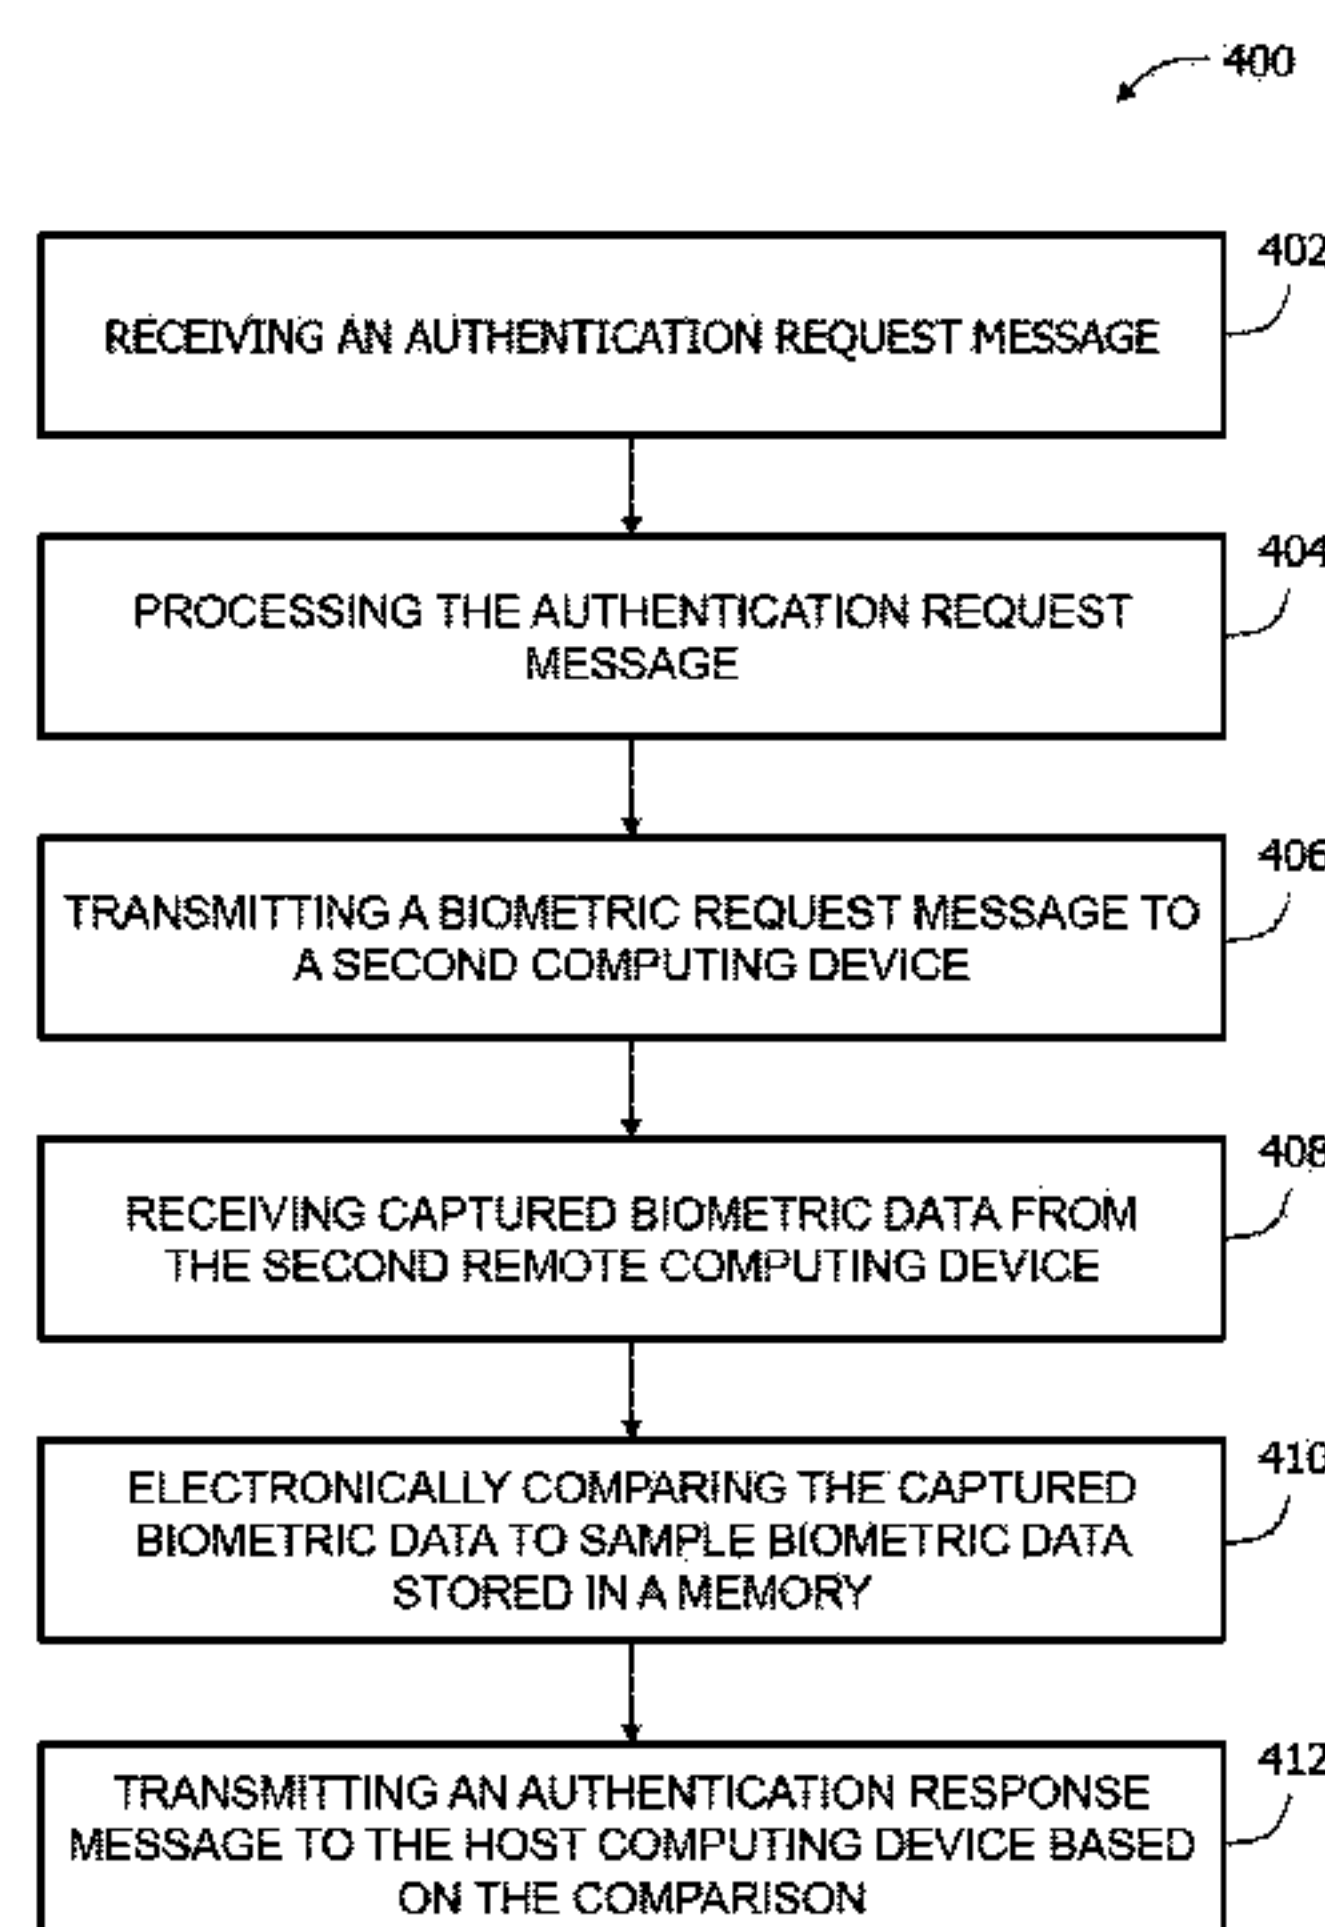 400
402
RECEIVING AN AUTHENTICATION REQUEST MESSAGE
404
PROCESSING THE AUTHENTICATION REQUEST
MESSAGE
406
TRANSMITTING A BIOMETRIC REQUEST MESSAGE TO
A SECOND COMPUTING DEVICE
408
RECEIVING CAPTURED BIOMETRIC DATA FROM
THE SECOND REMOTE COMPUTING DEVICE
410
ELECTRONICALLY COMPARING THE CAPTURED
BIOMETRIC DATA TO SAMPLE BIOMETRIC DATA
STORED IN A MEMORY
412
TRANSMITTING AN AUTHENTICATION RESPONSE
MESSAGE TO THE HOST COMPUTING DEVICE BASED
ON THE COMPARISON